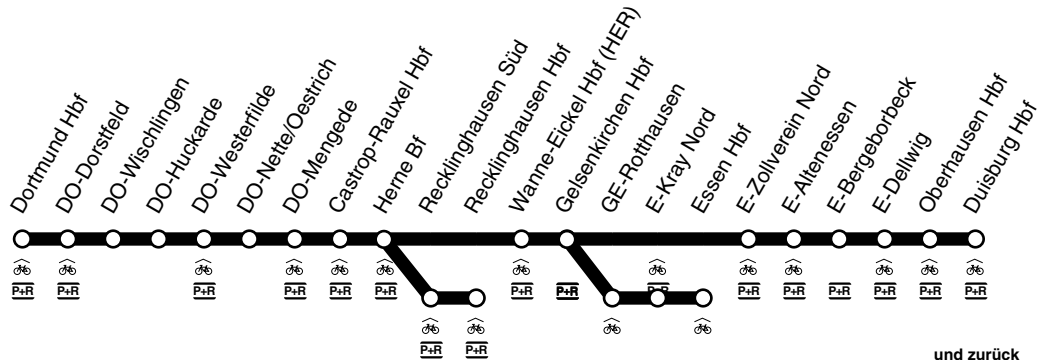 Dortmund Hbf
DO-Dorstfeld
DO-Wischlingen
DO-Huckarde
DO-Westerfilde
DO-Nette/Oestrich
DO-Mengede
Castrop-Rauxel Hbf
Herne Bf
Recklinghausen Süd
Recklinghausen Hbf
Wanne-Eickel Hbf (HER)
Gelsenkirchen Hbf
GE-Rotthausen
E-Kray Nord
Essen Hbf
E-Zollverein Nord
E-Altenessen
E-Bergeborbeck
E-Dellwig
Oberhausen Hbf
Duisburg Hbf
P+R P+R P+R P+R P+R P+R P+R P+R P+R P+R P+R P+R P+R P+R P+R
P+R P+R
und zurück